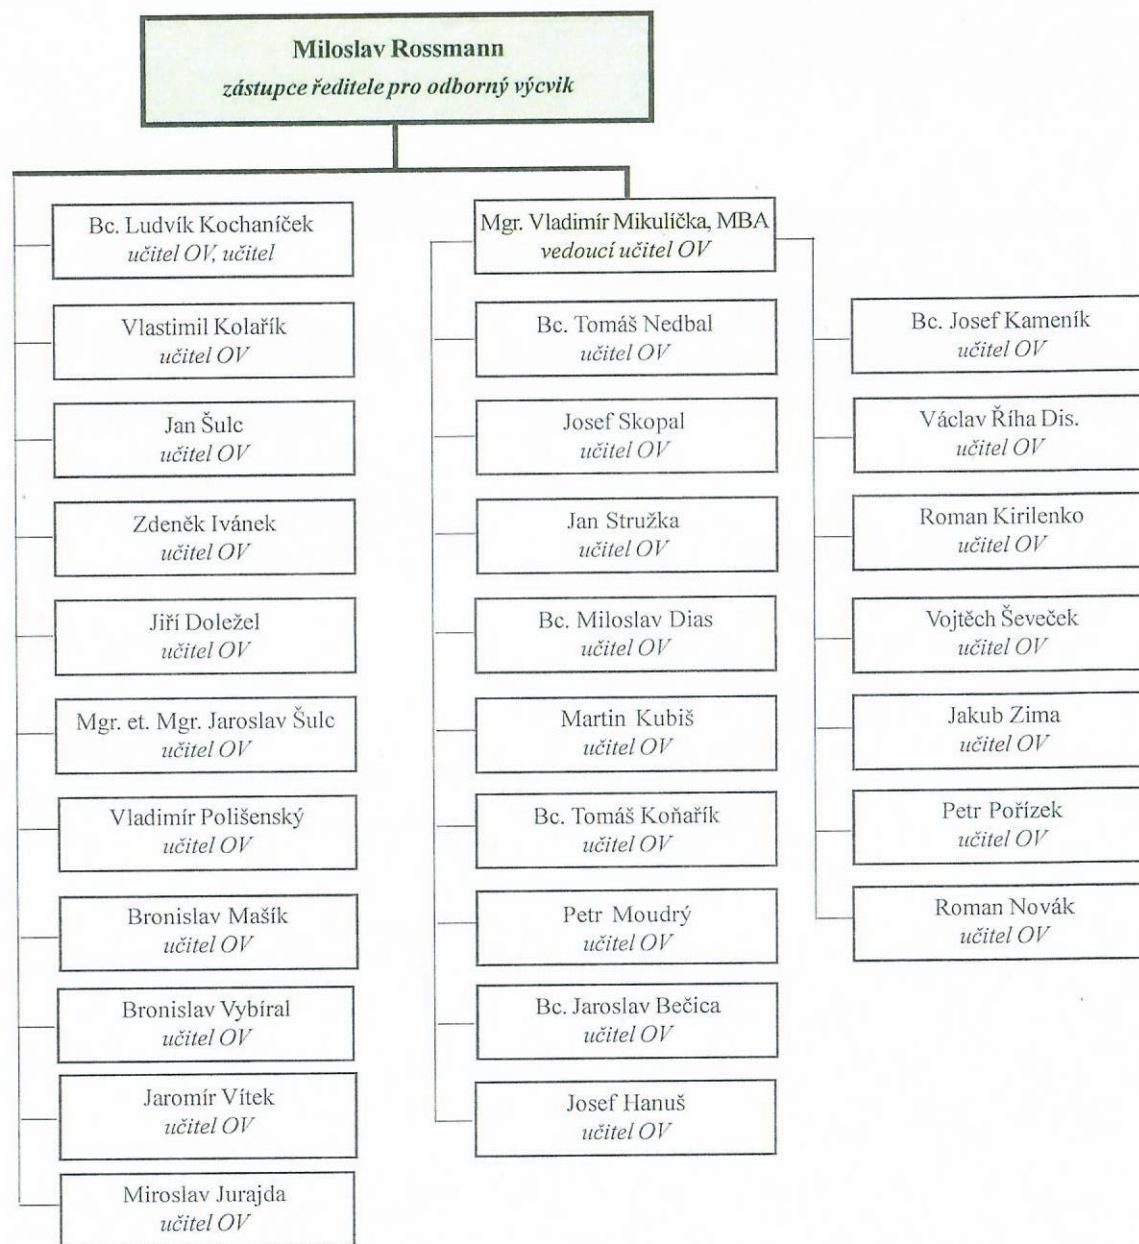 Miloslav Rossmann
zástupce ředitele pro odborný výcvik
Bc. Ludvík Kochaníček
učitel OV, učitel
Vlastimil Kolařík
učitel OV
Jan Šulc
učitel OV
Zdeněk Ivánek
učitel OV
Jiří Doležel
učitel OV
Mgr. et. Mgr. Jaroslav Šulc
učitel OV
Vladimír Polišenský
učitel OV
Bronislav Mašík
učitel OV
Bronislav Vybíral
učitel OV
Jaromír Vítek
učitel OV
Miroslav Jurajda
učitel OV
Mgr. Vladimír Mikulíčka, MBA
vedoucí učitel OV
Bc. Tomáš Nedbal
učitel OV
Josef Skopal
učitel OV
Jan Stružka
učitel OV
Bc. Miloslav Dias
učitel OV
Martin Kubiš
učitel OV
Bc. Tomáš Koňařík
učitel OV
Petr Moudrý
učitel OV
Bc. Jaroslav Bečica
učitel OV
Josef Hanuš
učitel OV
Bc. Josef Kameník
učitel OV
Václav Říha Dis.
učitel OV
Roman Kirilenko
učitel OV
Vojtěch Ševeček
učitel OV
Jakub Zima
učitel OV
Petr Pořízek
učitel OV
Roman Novák
učitel OV